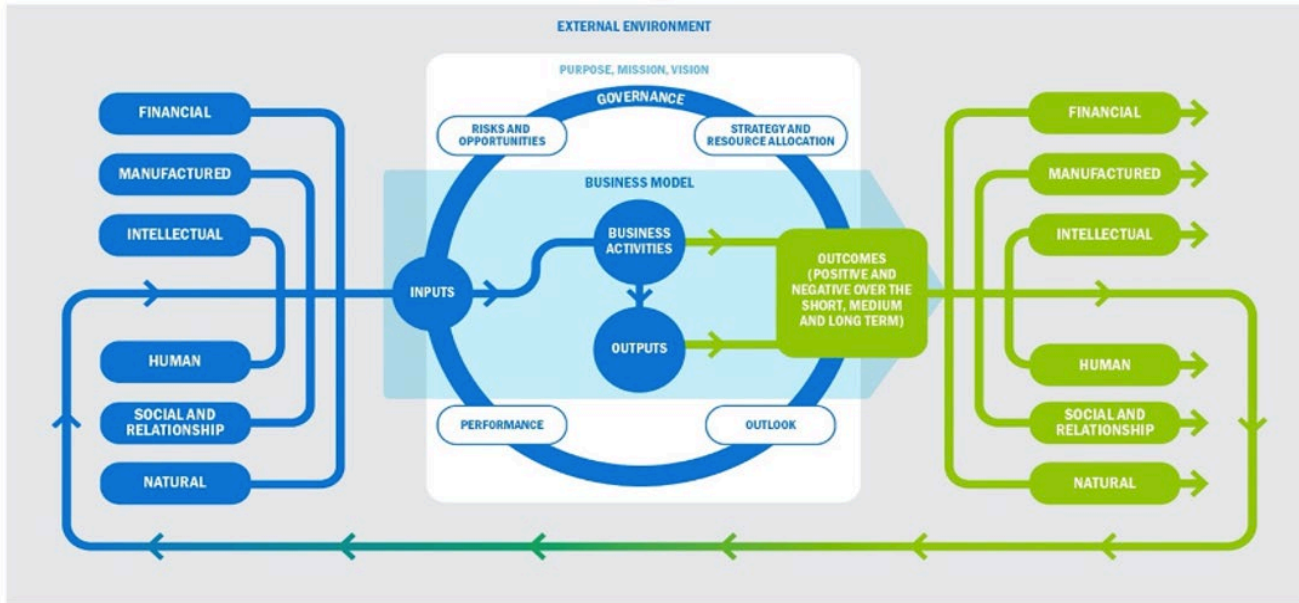 EXTERNAL ENVIRONMENT
PURPOSE, MISSION, VISION
GOVERNANCE
FINANCIAL
MANUFACTURED
INTELLECTUAL
HUMAN
SOCIAL AND
RELATIONSHIP
NATURAL
RISKS AND
OPPORTUNITIES
STRATEGY AND
RESOURCE ALLOCATION
BUSINESS MODEL
INPUTS
BUSINESS
ACTIVITIES
OUTPUTS
OUTCOMES
(POSITIVE AND
NEGATIVE OVER THE
SHORT, MEDIUM
AND LONG TERM)
PERFORMANCE
OUTLOOK
FINANCIAL
MANUFACTURED
INTELLECTUAL
HUMAN
SOCIAL AND
RELATIONSHIP
NATURAL